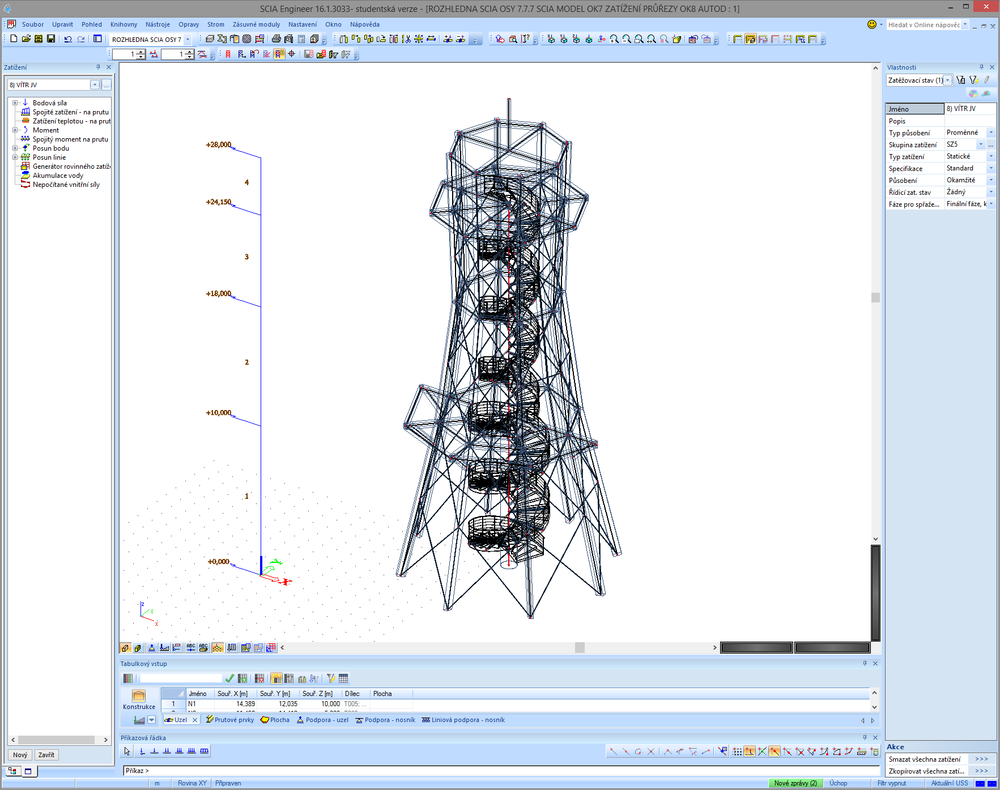 SCIA Engineer 16.1.3033- studentská verze - [ROZHLEDNA SCIA OSY 7.7.7 SCIA MODEL OK7 ZATÍŽENÍ PRŮŘEZY OK8 AUTOD : 1]
Soubor Upravit Pohled Knihovny Nástroje Opravy Strom Zásuvné moduly Nastavení Okno Nápověda
Hledat v Online nápověc
ROZHLEDNA SCIA OSY 7
1 1
Zatížení
8) VÍTR JV
...
Bodová síla
Spojité zatížení - na prutu
Zatížení teplotou - na prut
Moment
Spojitý moment na prutu
Posun bodu
Posun linie
Generátor rovinného zatíže
Akumulace vody
Nepočítané vnitřní síly
Nový Zavřít
+28,000
4
+24,150
3
+18,000
2
+10,000
1
+0,000
z
Y
x
ABC ABC
Vlastnosti
Zatěžovací stav (1)
Jméno 8) VÍTR JV
Popis
Typ působení Proměnné
Skupina zatížení SZ5 ...
Typ zatížení Statické
Specifikace Standard
Působení Okamžité
Řídicí zat. stav Žádný
Fáze pro spřaže... Finální fáze, k
Tabulkový vstup
Konstrukce
Jméno Souř. X [m] Souř. Y [m] Souř. Z [m] Dílec Plocha
1 N1 14,389 12,035 10,000 T005; ...
Uzel Prutové prvky Plocha Podpora - uzel Podpora - nosník Liniová podpora - nosník
Příkazová řádka
Příkaz >
Akce
Smazat všechna zatížení >>>
Zkopírovat všechna zatí... >>>
m Rovina XY Připraven Nové zprávy (2) Úchop Filtr vypnut Aktuální USS